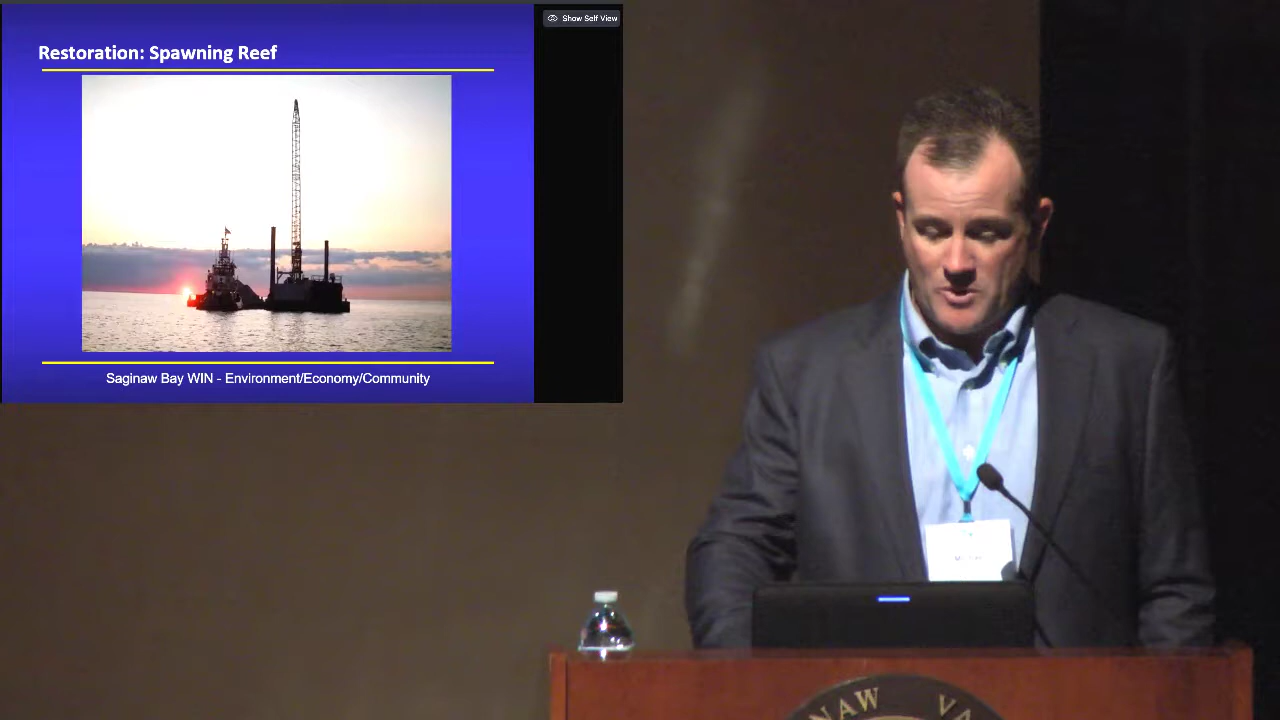 Show Self View
Restoration: Spawning Reef
Saginaw Bay WIN - Environment/Economy/Community